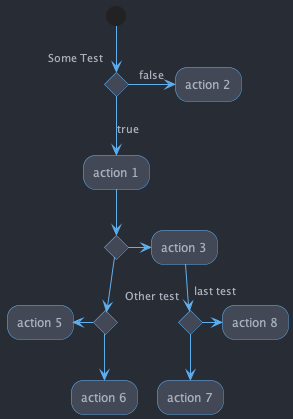 Some Test
false
action 2
true
action 1
action 3
Other test
last test
action 5
action 8
action 6
action 7